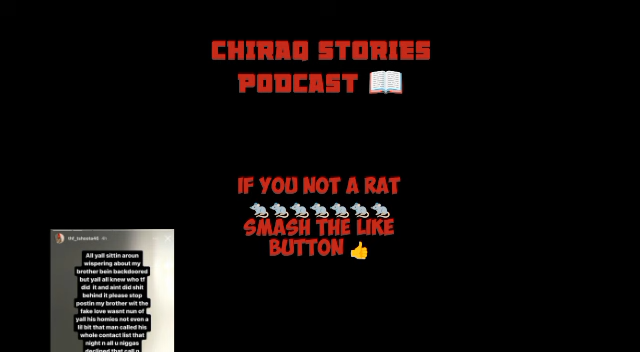 CHIRAQ STORIES
PODCAST 📖
IF YOU NOT A RAT
🐀🐀🐀🐀🐀🐀🐀
SMASH THE LIKE
BUTTON 👍
All yall sittin aroun
wispering about my
brother bein backdoored
but yall all knew who tf
did it and aint did shit
behind it please stop
postin my brother wit the
fake love wasnt nun of
yall his homies not even a
lil bit that man called his
whole contact list that
night n all u niggas
declined that call n